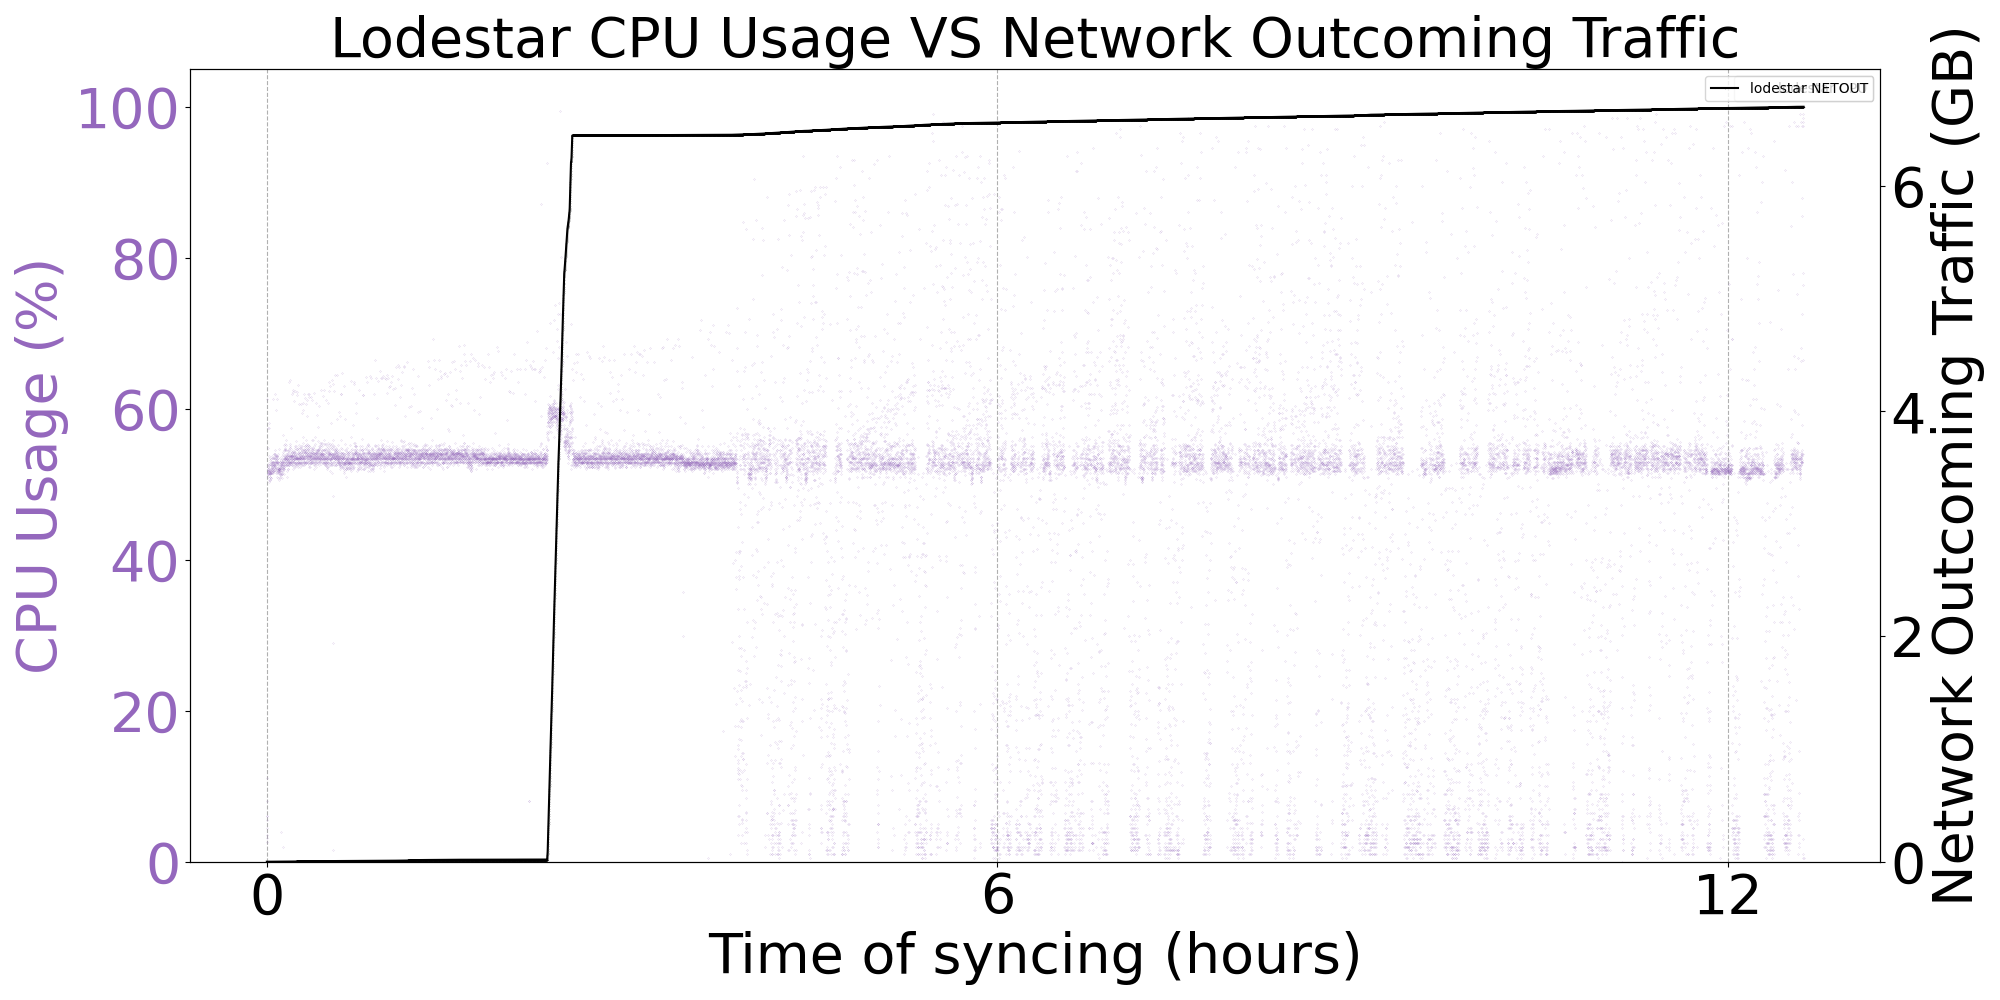 Lodestar CPU Usage VS Network Outcoming Traffic
lodestar NETOUT
100
80
60
40
20
0
CPU Usage (%)
6
4
2
0
Network Outcoming Traffic (GB)
0
6
12
Time of syncing (hours)